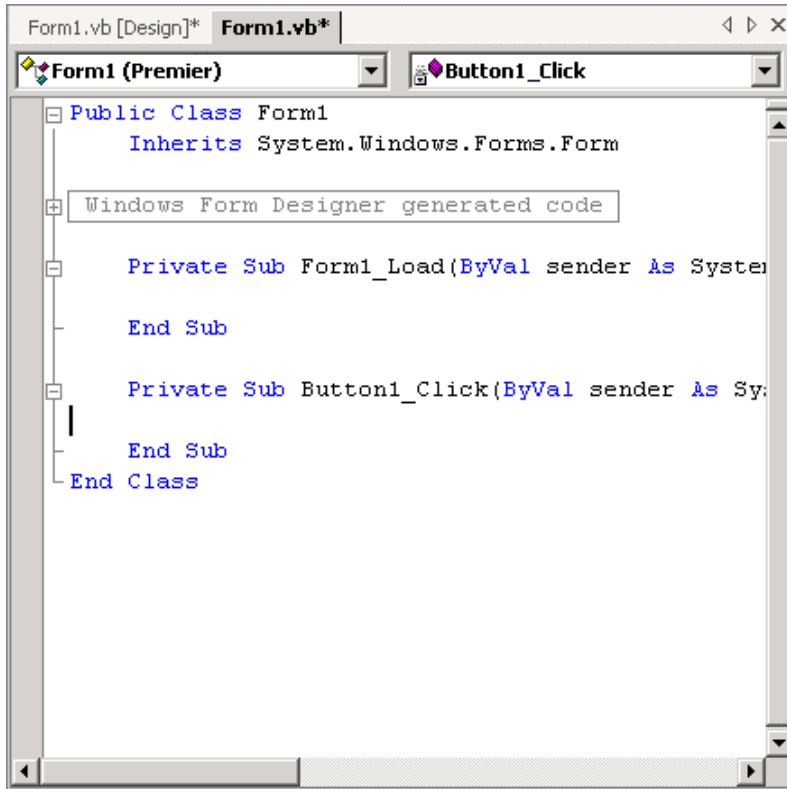 Form1.vb [Design]* Form1.vb*
Form1 (Premier) Button1_Click
Public Class Form1
Inherits System.Windows.Forms.Form
Windows Form Designer generated code
Private Sub Form1_Load(ByVal sender As System
End Sub
Private Sub Button1_Click(ByVal sender As Sys
End Sub
End Class